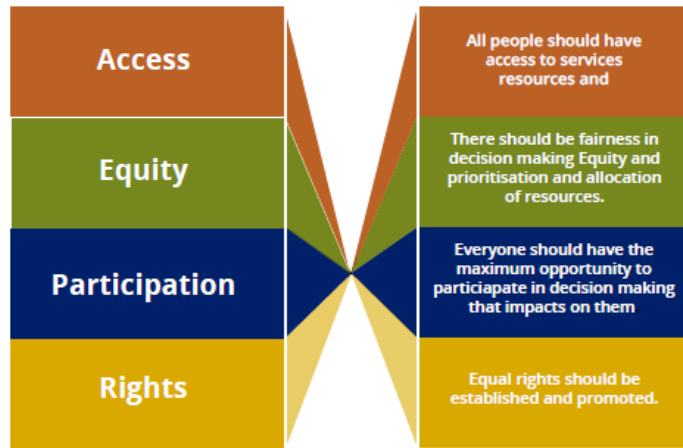 Access
All people should have
access to services
resources and
Equity
There should be fairness in
decision making Equity and
prioritisation and allocation
of resources.
Participation
Everyone should have the
maximum opportunity to
particiapate in decision making
that impacts on them
Rights
Equal rights should be
established and promoted.